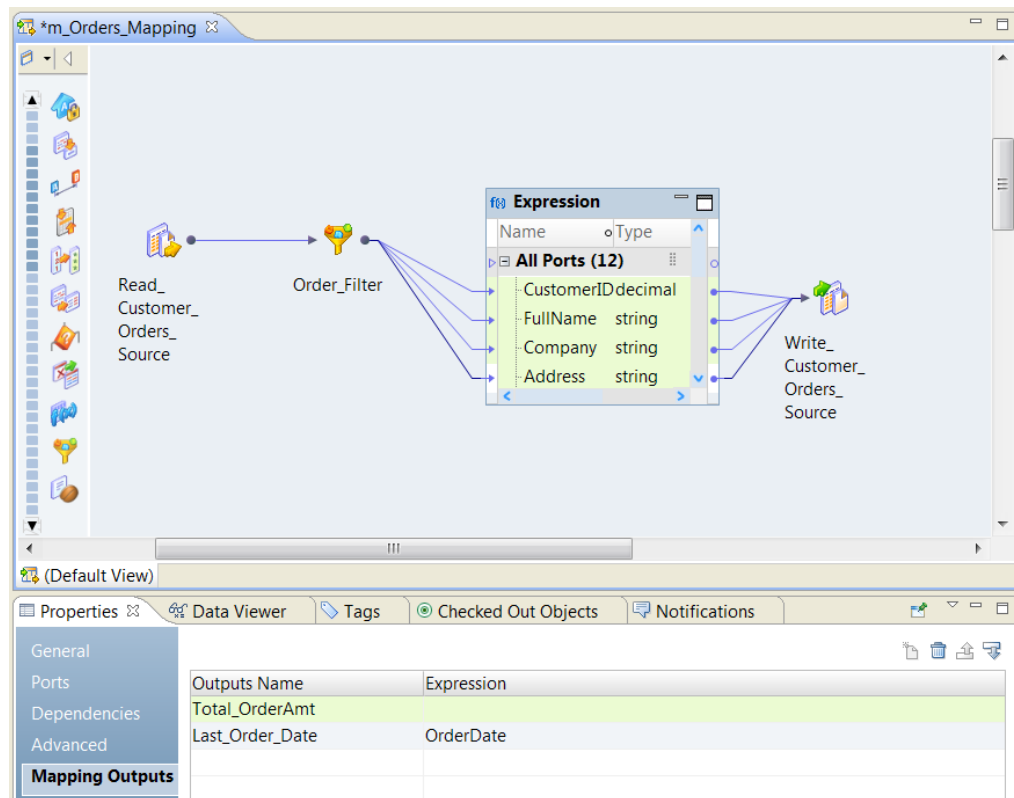 *m_Orders_Mapping
Read_
Customer_
Orders_
Source
Order_Filter
f(x) Expression
Name Type
All Ports (12)
CustomerID decimal
FullName string
Company string
Address string
Write_
Customer_
Orders_
Source
(Default View)
Properties Data Viewer Tags Checked Out Objects Notifications
General
Ports
Dependencies
Advanced
Mapping Outputs
Outputs Name Expression
Total_OrderAmt
Last_Order_Date OrderDate